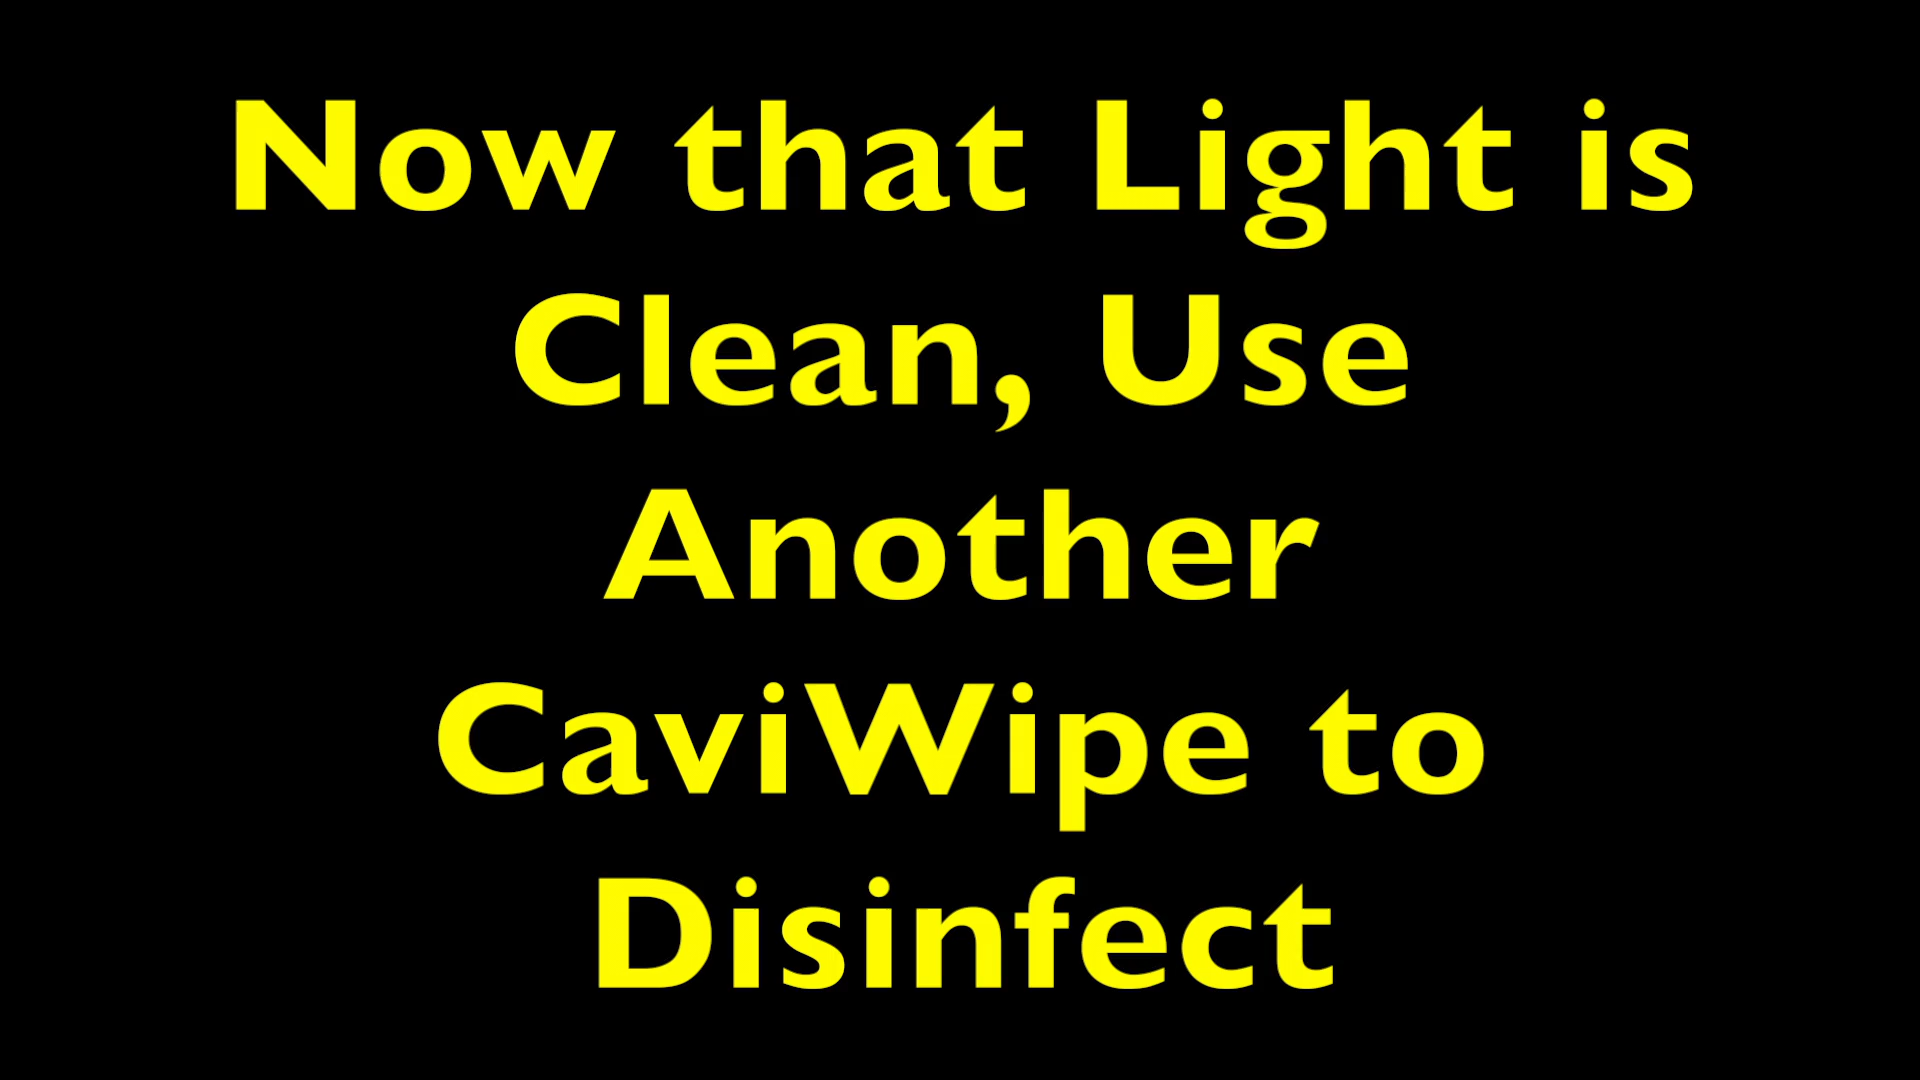 Now that Light is
Clean, Use
Another
CaviWipe to
Disinfect